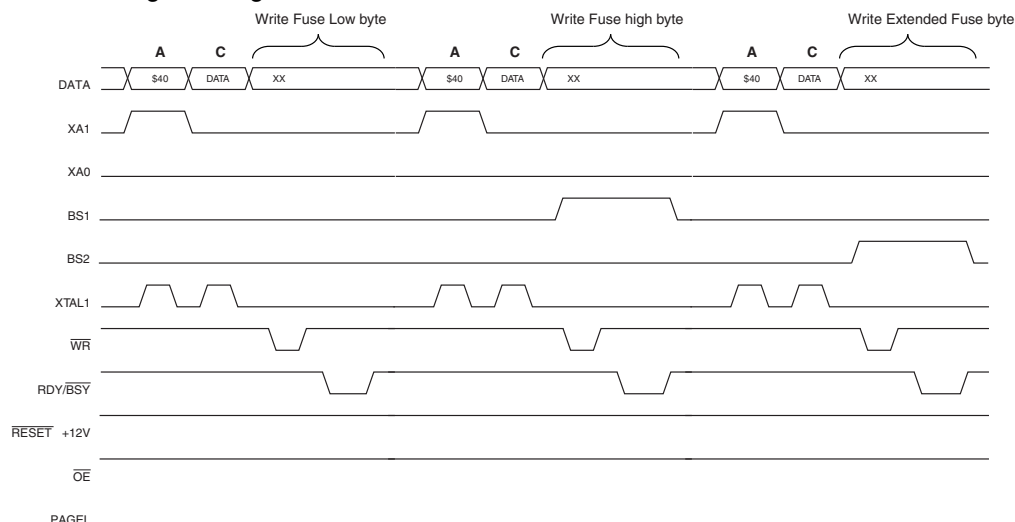 Write Fuse Low byte Write Fuse high byte Write Extended Fuse byte
A C A C A C
DATA $40 DATA XX $40 DATA XX $40 DATA XX
XA1
XA0
BS1
BS2
XTAL1
WR
RDY/BSY
RESET +12V
OE
PAGEL